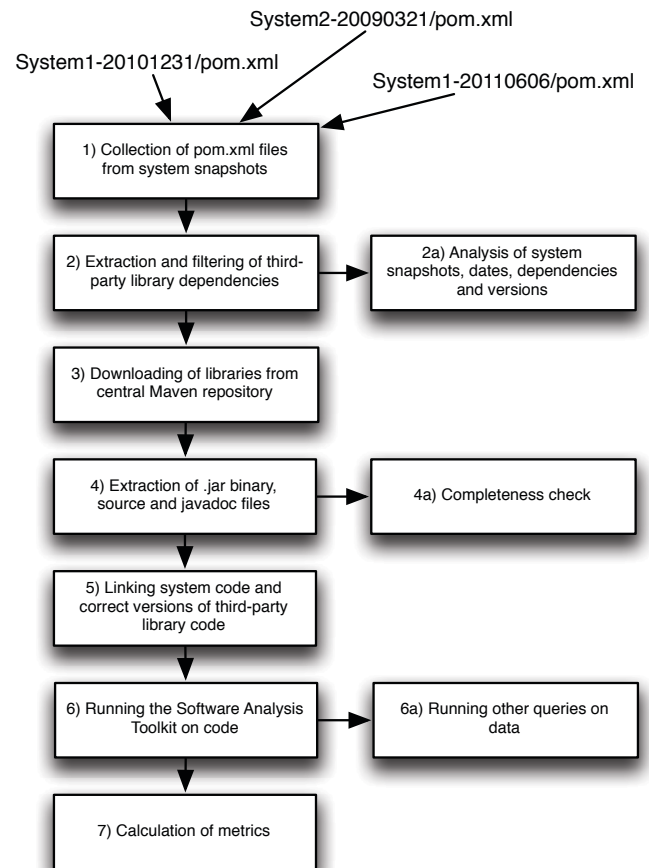 System2-20090321/pom.xml
System1-20101231/pom.xml
System1-20110606/pom.xml
1) Collection of pom.xml files
from system snapshots
2) Extraction and filtering of third-
party library dependencies
2a) Analysis of system
snapshots, dates, dependencies
and versions
3) Downloading of libraries from
central Maven repository
4) Extraction of .jar binary,
source and javadoc files
4a) Completeness check
5) Linking system code and
correct versions of third-party
library code
6) Running the Software Analysis
Toolkit on code
6a) Running other queries on
data
7) Calculation of metrics